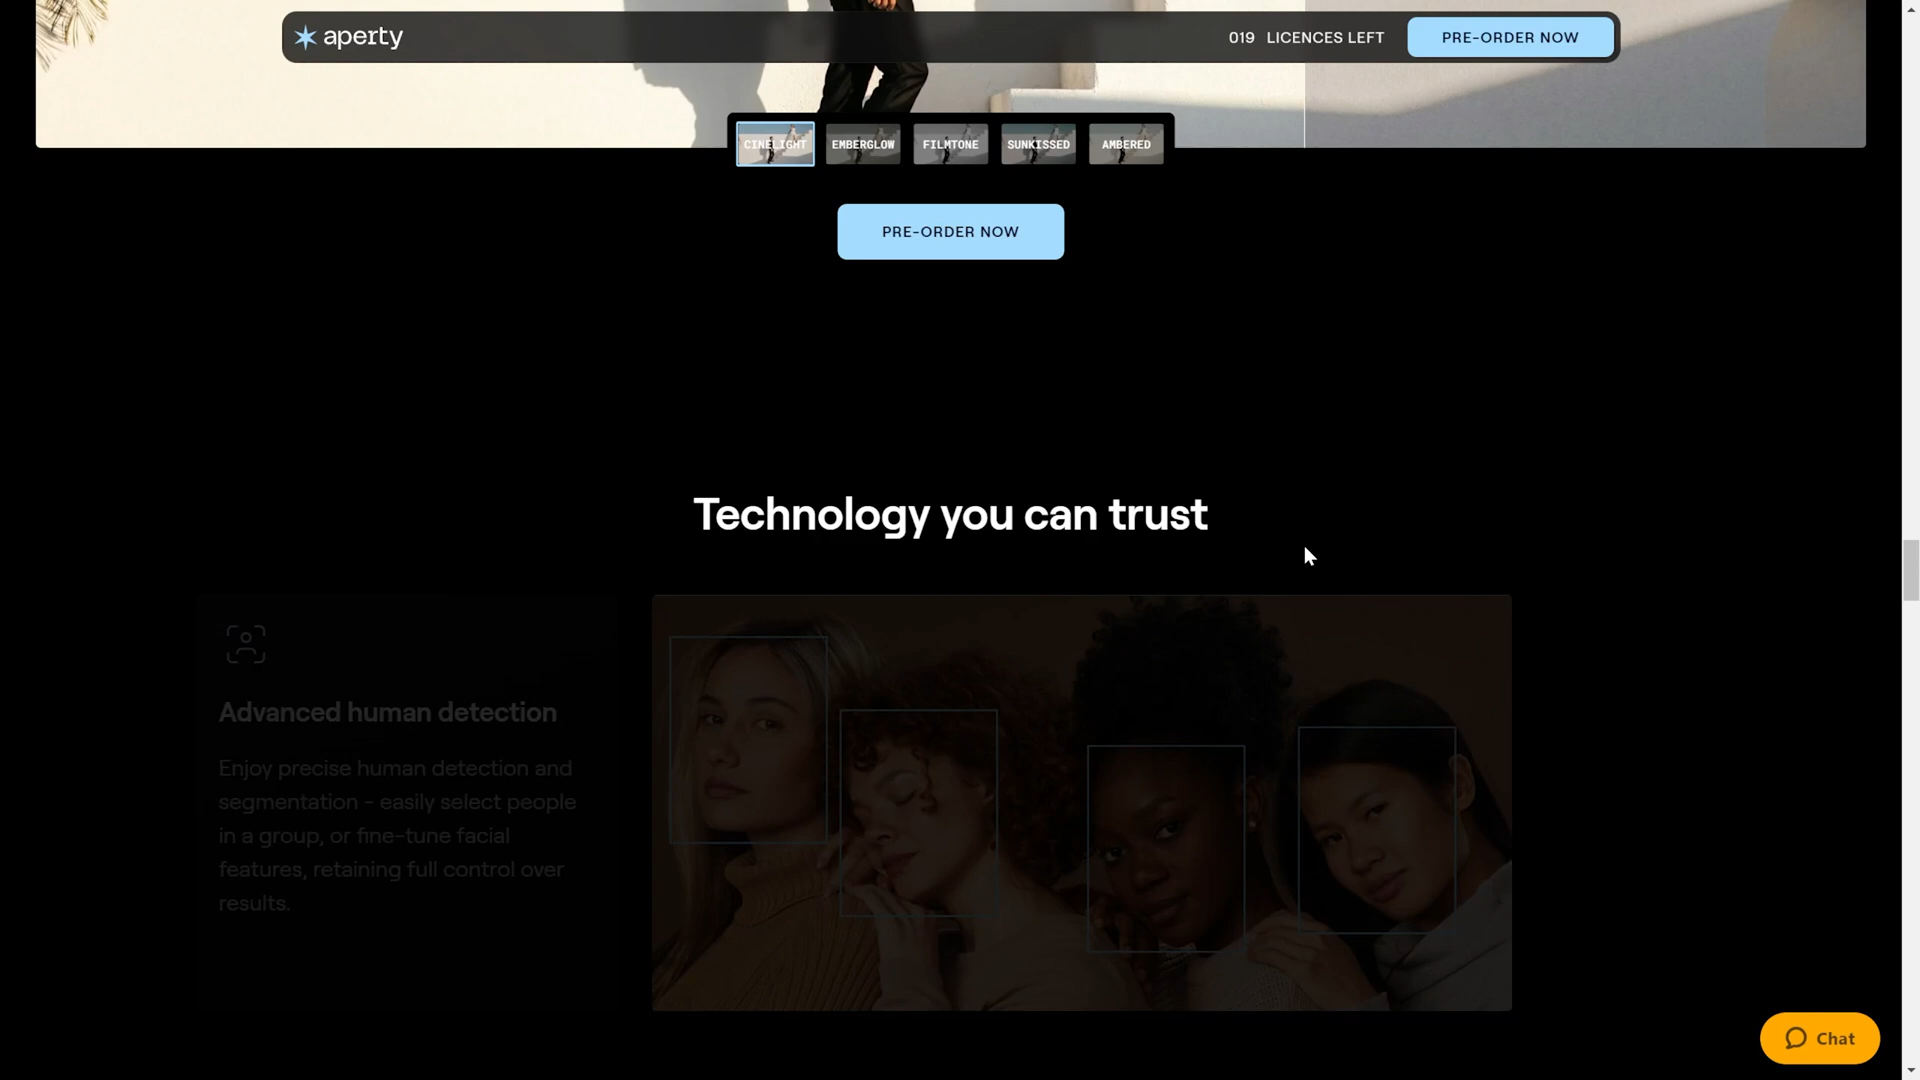 aperty
019 LICENCES LEFT
PRE-ORDER NOW
CINELIGHT
EMBERGLOW
FILMTONE
SUNKISSED
AMBERED
PRE-ORDER NOW
Technology you can trust
Advanced human detection
Enjoy precise human detection and
segmentation - easily select people
in a group, or fine-tune facial
features, retaining full control over
results.
Chat